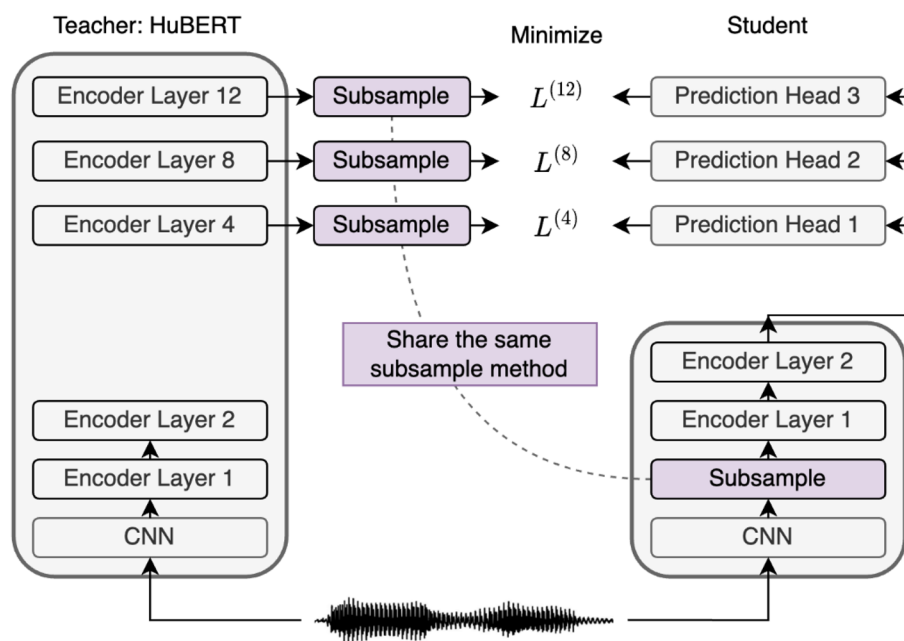 Teacher: HuBERT
Minimize
Student
Encoder Layer 12
Subsample
L^{(12)}
Prediction Head 3
Encoder Layer 8
Subsample
L^{(8)}
Prediction Head 2
Encoder Layer 4
Subsample
L^{(4)}
Prediction Head 1
Share the same
subsample method
Encoder Layer 2
Encoder Layer 1
CNN
Encoder Layer 2
Encoder Layer 1
Subsample
CNN